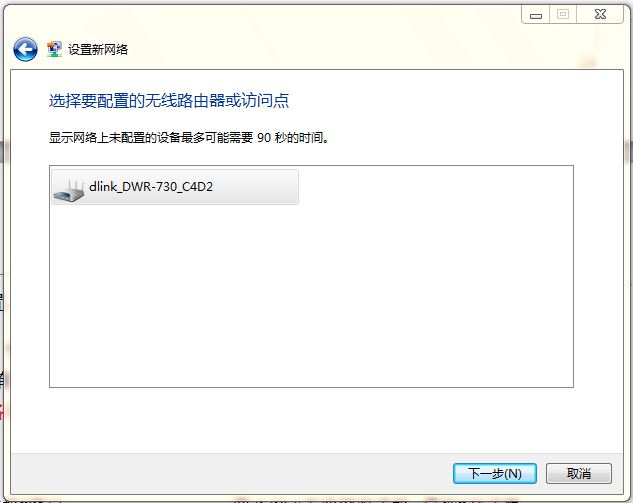 设置新网络
选择要配置的无线路由器或访问点
显示网络上未配置的设备最多可能需要 90 秒的时间。
dlink_DWR-730_C4D2
下一步(N)
取消